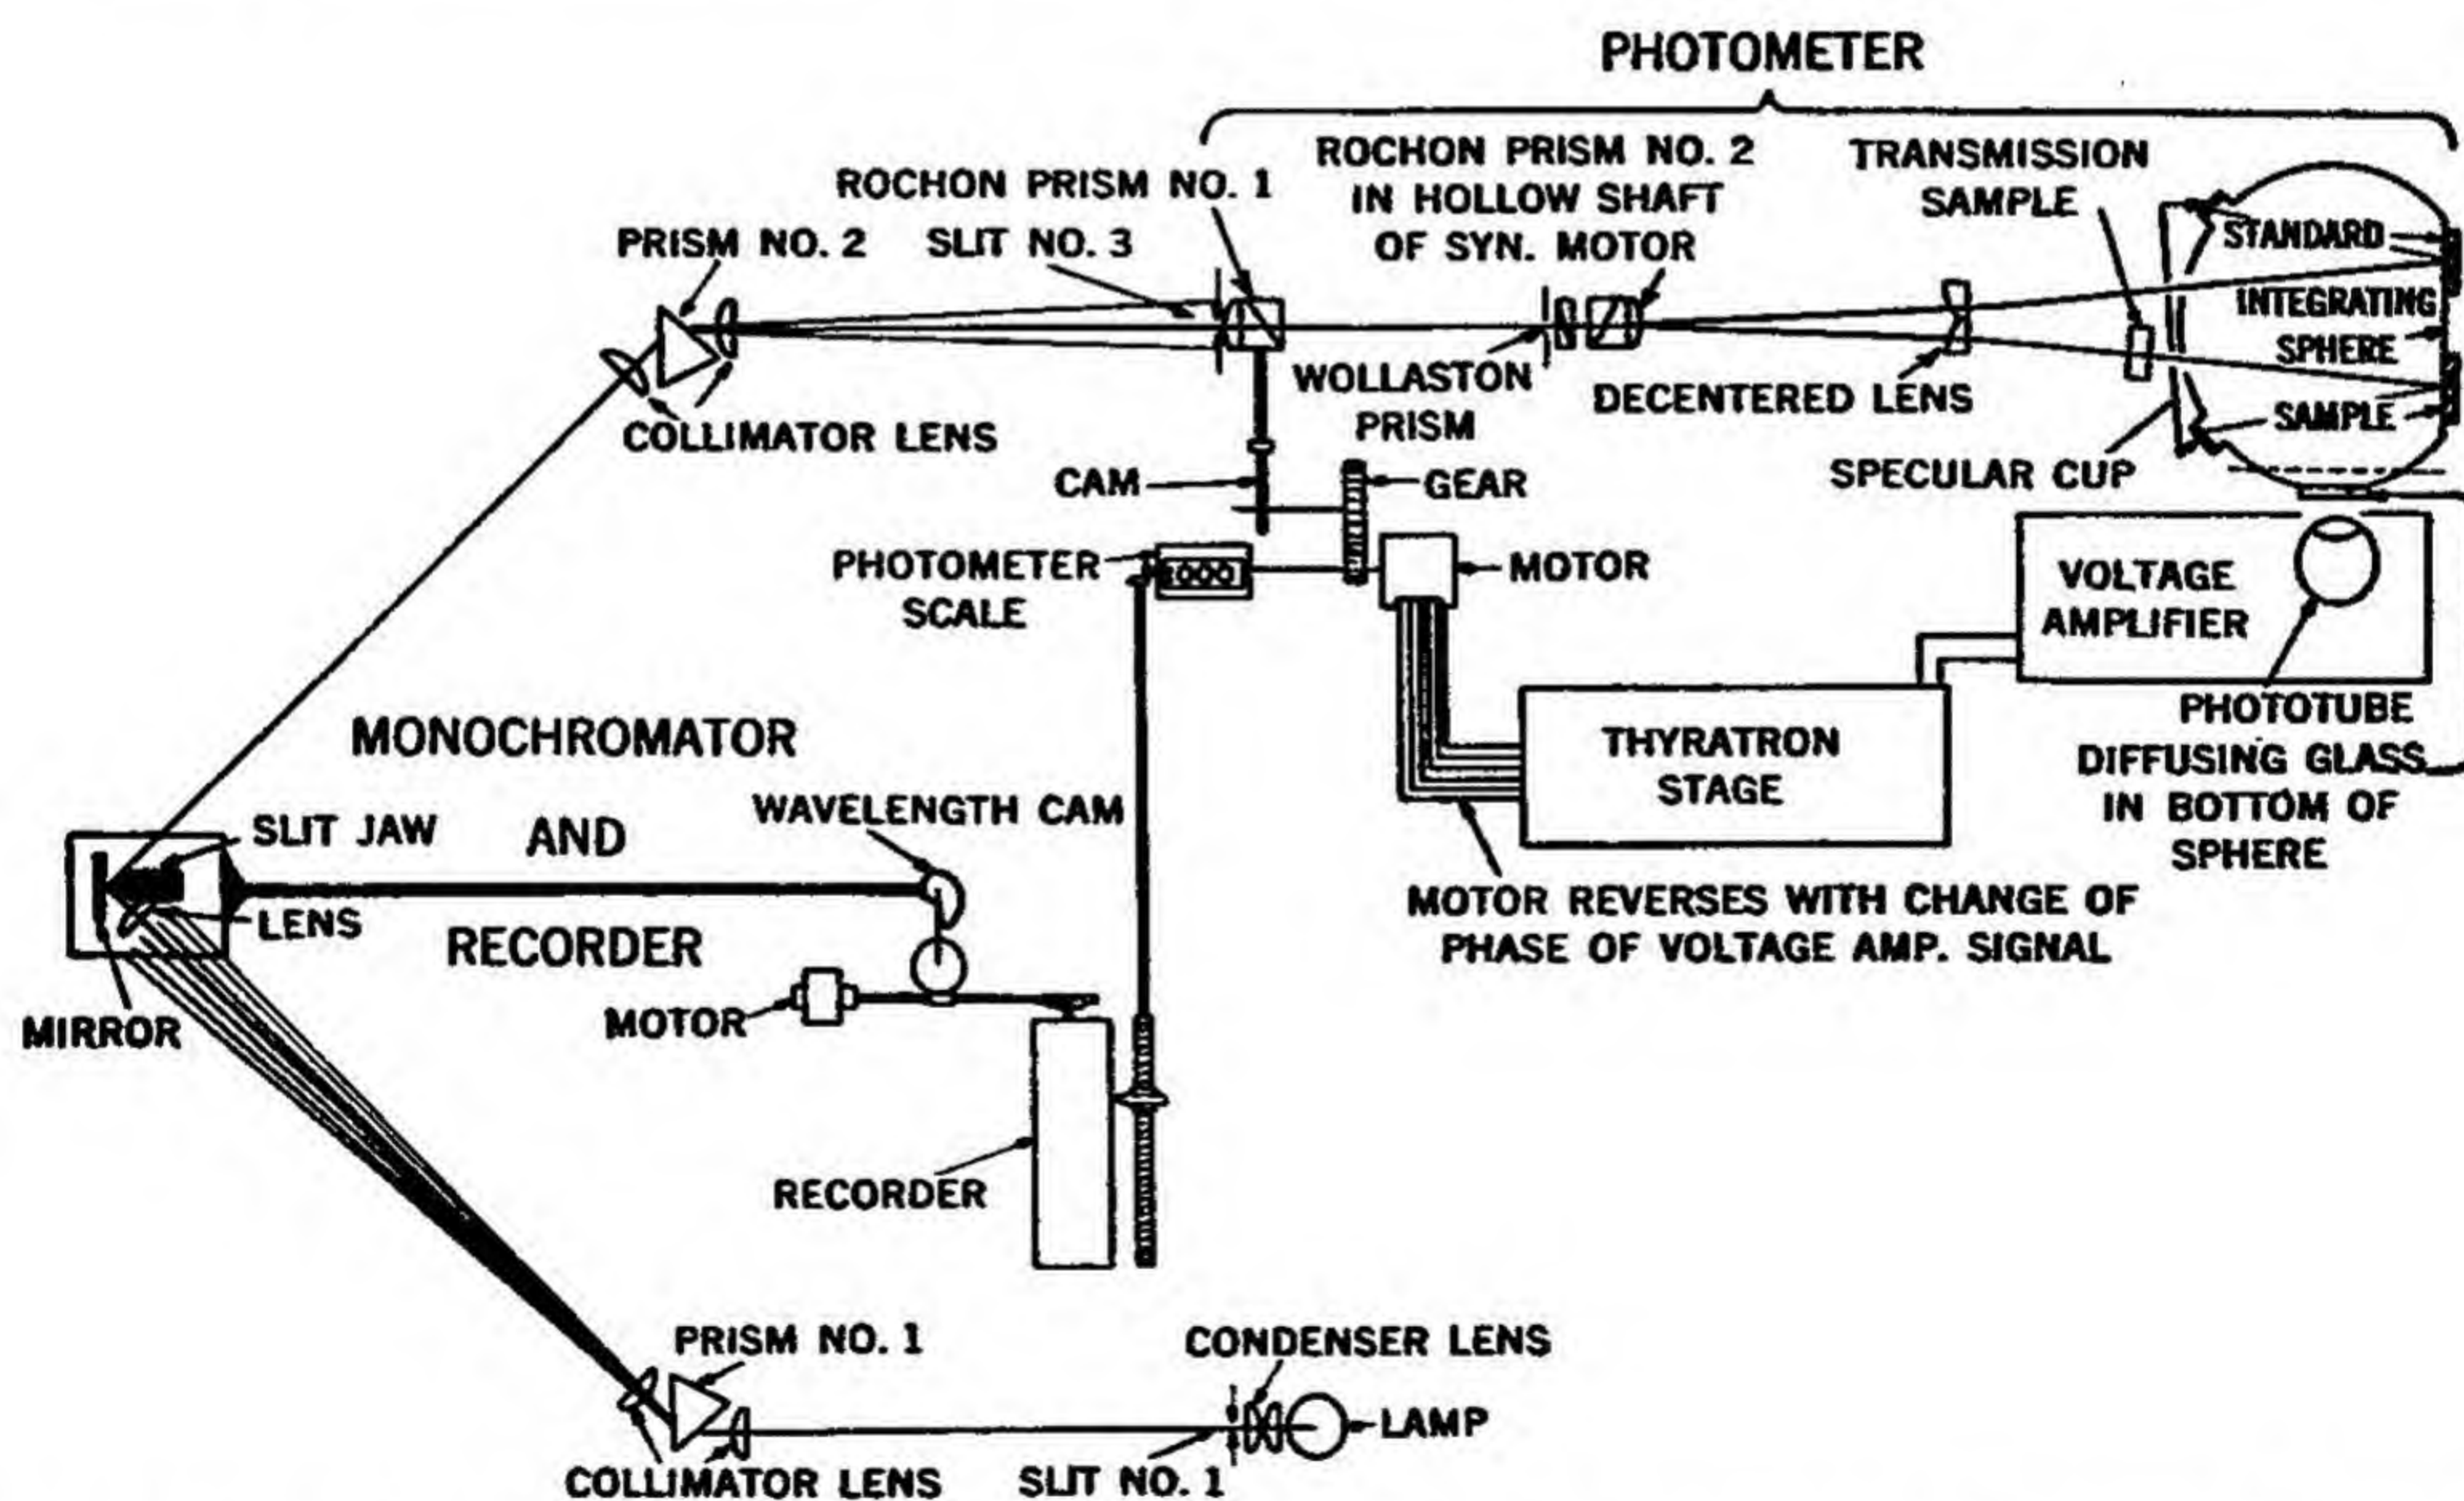 PHOTOMETER
ROCHON PRISM NO. 1
ROCHON PRISM NO. 2
IN HOLLOW SHAFT
OF SYN. MOTOR
TRANSMISSION
SAMPLE
PRISM NO. 2
SLIT NO. 3
STANDARD
INTEGRATING
SPHERE
SAMPLE
WOLLASTON
PRISM
DECENTERED LENS
SPECULAR CUP
COLLIMATOR LENS
CAM
GEAR
PHOTOMETER
SCALE
MOTOR
VOLTAGE
AMPLIFIER
PHOTOTUBE
DIFFUSING GLASS
IN BOTTOM OF
SPHERE
THYRATRON
STAGE
MOTOR REVERSES WITH CHANGE OF
PHASE OF VOLTAGE AMP. SIGNAL
MONOCHROMATOR
AND
RECORDER
SLIT JAW
WAVELENGTH CAM
LENS
MIRROR
MOTOR
RECORDER
PRISM NO. 1
CONDENSER LENS
LAMP
COLLIMATOR LENS
SLIT NO. 1